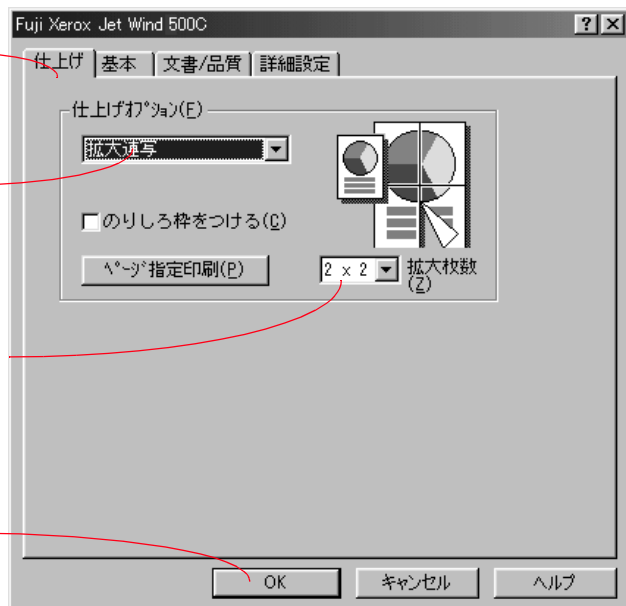 Fuji Xerox Jet Wind 500C
仕上げ 基本 文書/品質 詳細設定
仕上げｵﾌﾟｼｮﾝ(F)
拡大連写
のりしろ枠をつける(C)
ﾍﾟｰｼﾞ指定印刷(P)
2 x 2 拡大枚数
(Z)
OK キャンセル ヘルプ